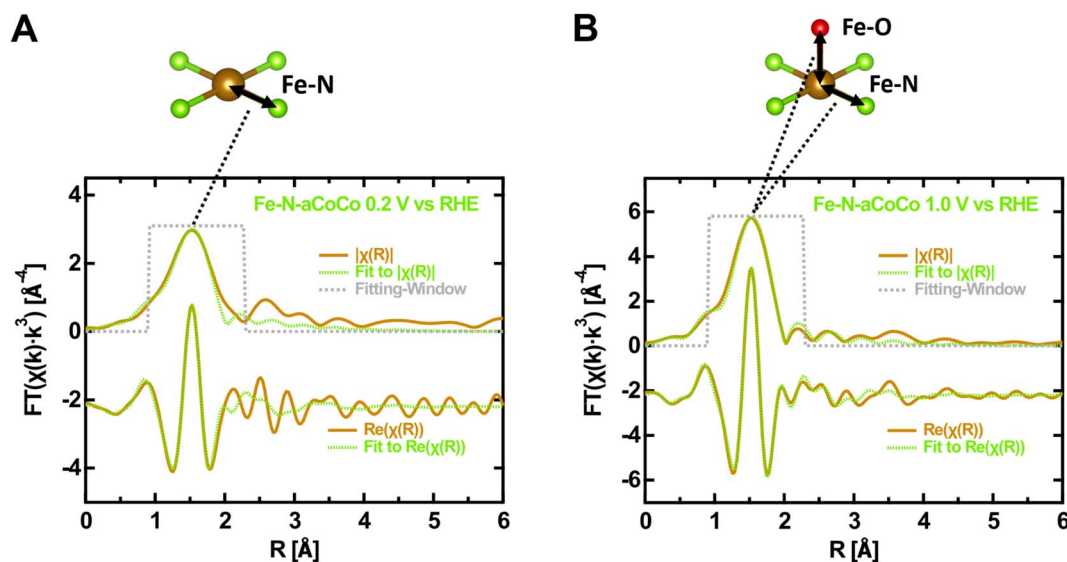 A
Fe-N
Fe-N-aCoCo 0.2 V vs RHE
|χ(R)|
Fit to |χ(R)|
Fitting-Window
Re(χ(R))
Fit to Re(χ(R))
FT(χ(k)·k³) [Å⁻⁴]
4
2
0
-2
-4
0 1 2 3 4 5 6
R [Å]
B
Fe-O
Fe-N
Fe-N-aCoCo 1.0 V vs RHE
|χ(R)|
Fit to |χ(R)|
Fitting-Window
Re(χ(R))
Fit to Re(χ(R))
FT(χ(k)·k³) [Å⁻⁴]
6
4
2
0
-2
-4
-6
0 1 2 3 4 5 6
R [Å]